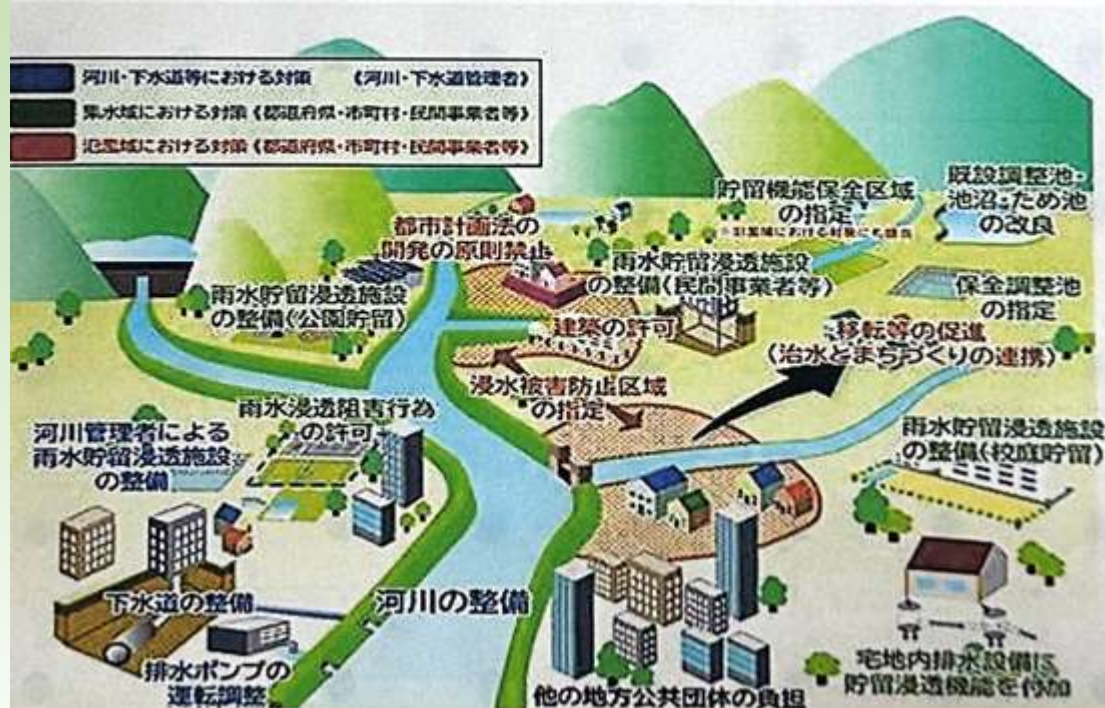 河川・下水道等における対策 《河川・下水道管理者》
集水域における対策《都道府県・市町村・民間事業者等》
氾濫域における対策《都道府県・市町村・民間事業者等》
都市計画法の
開発の原則禁止
貯留機能保全区域
の指定
※氾濫域における対策にも該当
既設調整池・
池沼・ため池
の改良
雨水貯留浸透施設
の整備(公園貯留)
雨水貯留浸透施設
の整備(民間事業者等)
保全調整池
の指定
建築の許可
移転等の促進
(治水とまちづくりの連携)
浸水被害防止区域
の指定
雨水浸透阻害行為
の許可
河川管理者による
雨水貯留浸透施設
の整備
雨水貯留浸透施設
の整備(校庭貯留)
下水道の整備
河川の整備
排水ポンプの
運転調整
他の地方公共団体の負担
宅地内排水設備に
貯留浸透機能を付加